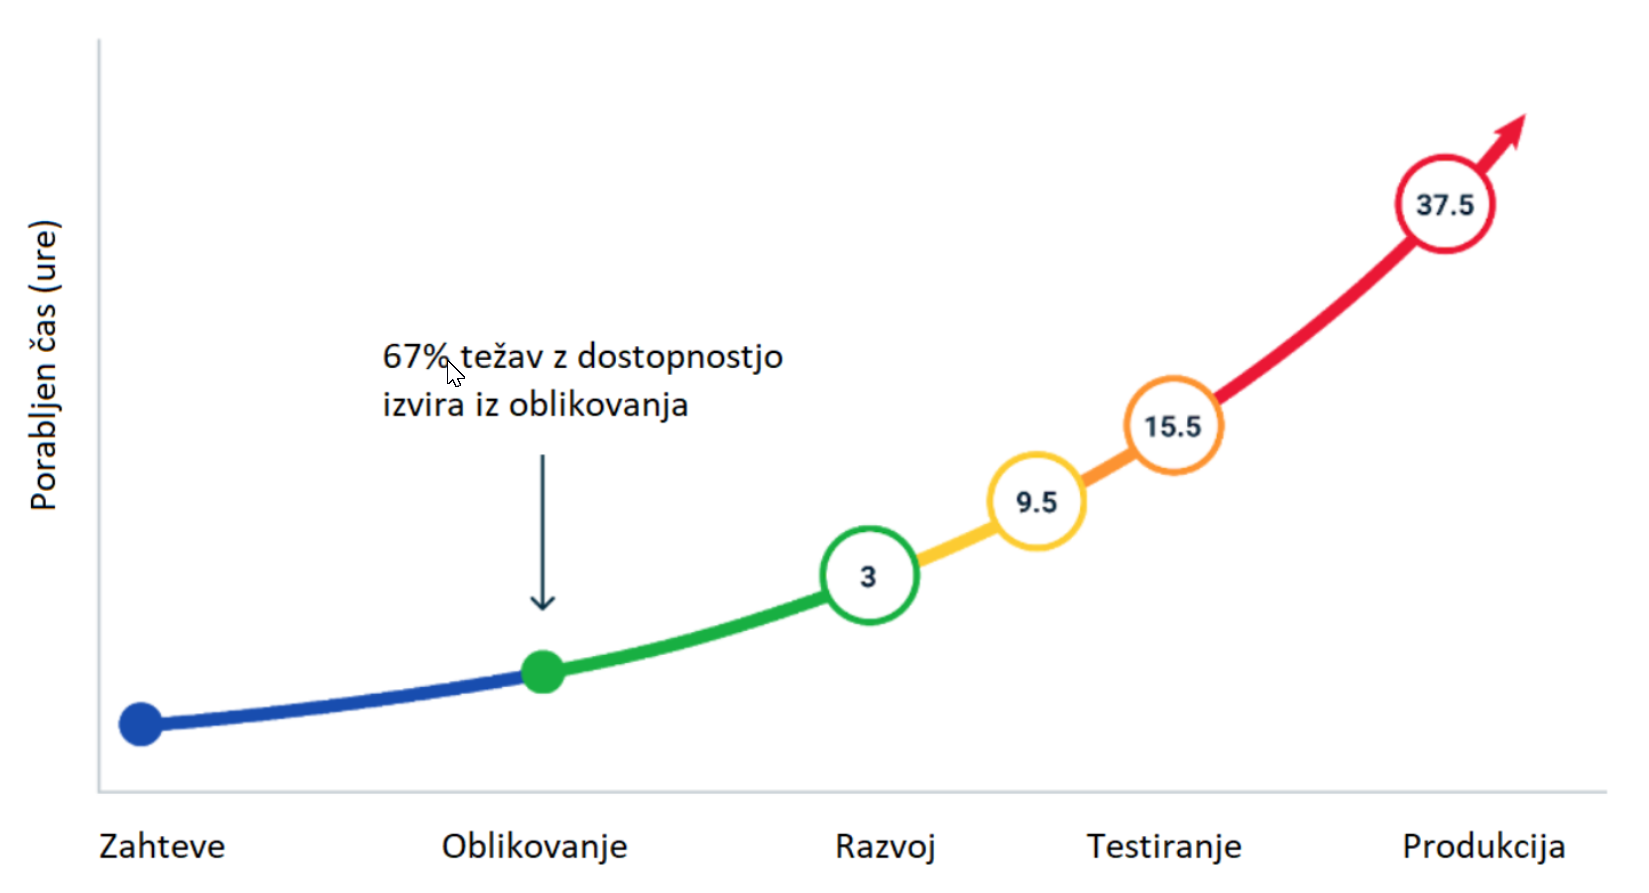 Porabljen čas (ure)
67% težav z dostopnostjo
izvira iz oblikovanja
3
9.5
15.5
37.5
Zahteve
Oblikovanje
Razvoj
Testiranje
Produkcija